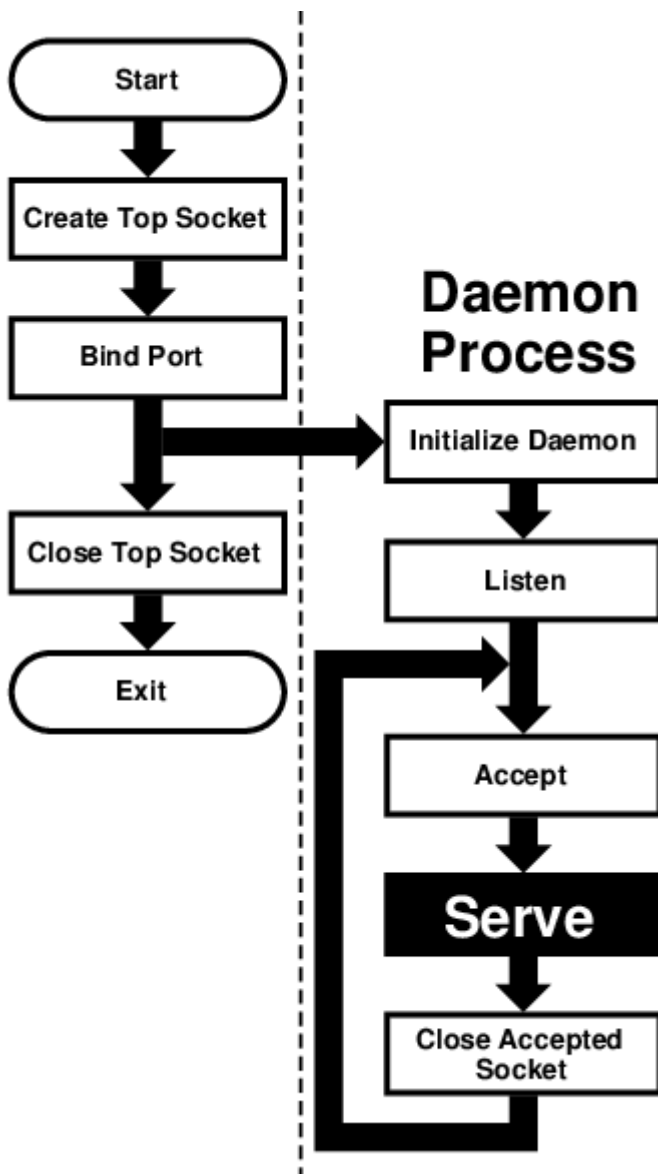 Start
Create Top Socket
Bind Port
Close Top Socket
Exit
Daemon
Process
Initialize Daemon
Listen
Accept
Serve
Close Accepted
Socket